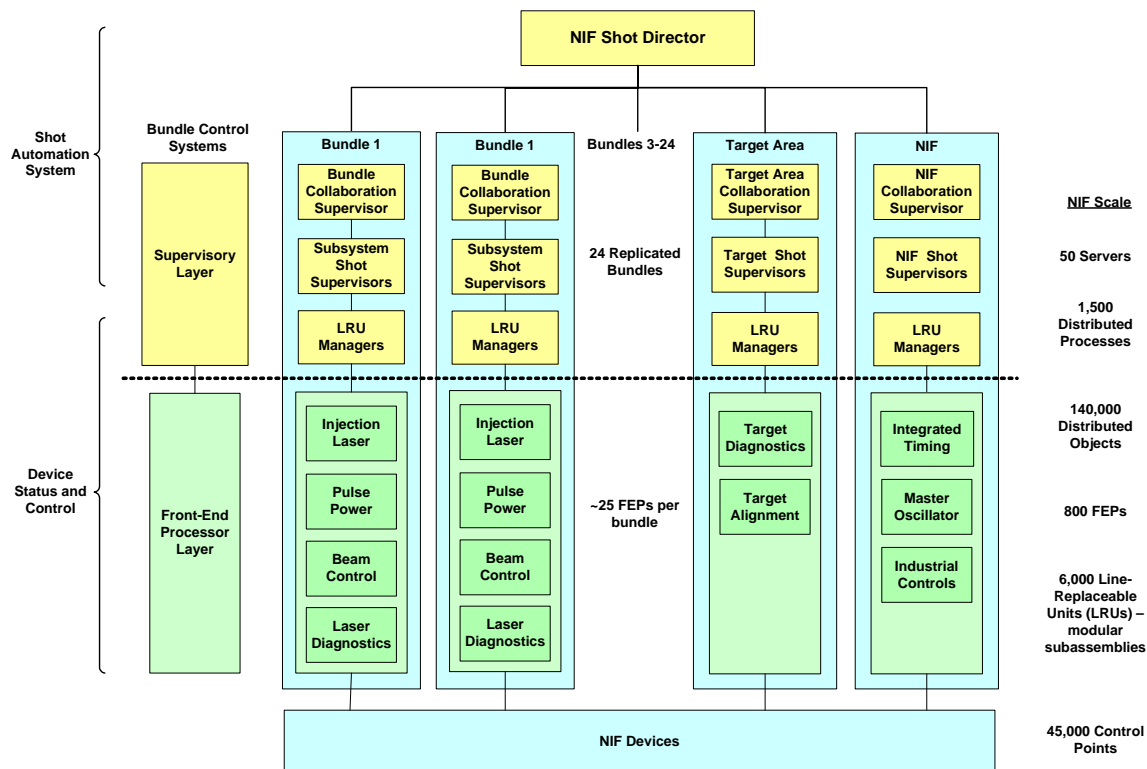 NIF Shot Director
Shot
Automation
System
Bundle Control
Systems
Supervisory
Layer
Bundle 1
Bundle
Collaboration
Supervisor
Subsystem
Shot
Supervisors
LRU
Managers
Bundle 1
Bundle
Collaboration
Supervisor
Subsystem
Shot
Supervisors
LRU
Managers
Bundles 3-24
24 Replicated
Bundles
Target Area
Target Area
Collaboration
Supervisor
Target Shot
Supervisors
LRU
Managers
NIF
NIF
Collaboration
Supervisor
NIF Shot
Supervisors
LRU
Managers
NIF Scale
50 Servers
1,500
Distributed
Processes
Device
Status and
Control
Front-End
Processor
Layer
Injection
Laser
Pulse
Power
Beam
Control
Laser
Diagnostics
Injection
Laser
Pulse
Power
Beam
Control
Laser
Diagnostics
~25 FEPs per
bundle
Target
Diagnostics
Target
Alignment
Integrated
Timing
Master
Oscillator
Industrial
Controls
140,000
Distributed
Objects
800 FEPs
6,000 Line-
Replaceable
Units (LRUs) –
modular
subassemblies
NIF Devices
45,000 Control
Points